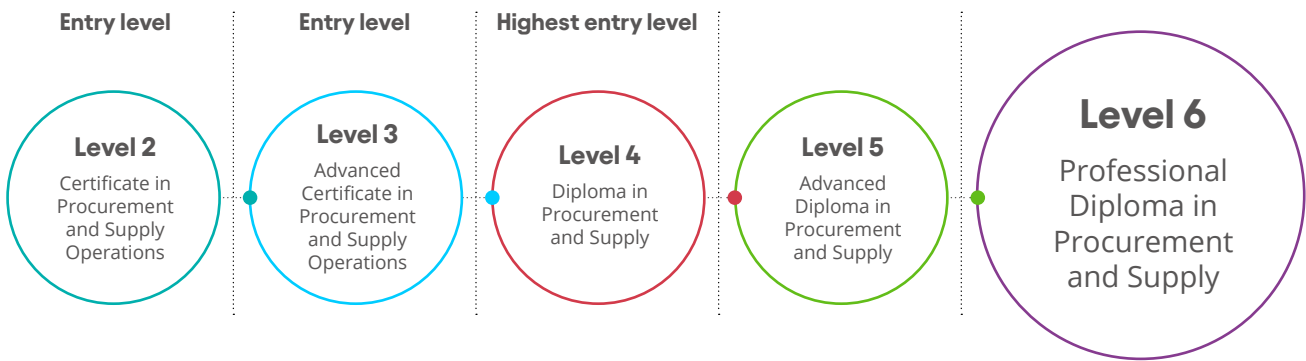 Entry level
Entry level
Highest entry level
Level 2
Certificate in
Procurement
and Supply
Operations
Level 3
Advanced
Certificate in
Procurement
and Supply
Operations
Level 4
Diploma in
Procurement
and Supply
Level 5
Advanced
Diploma in
Procurement
and Supply
Level 6
Professional
Diploma in
Procurement
and Supply